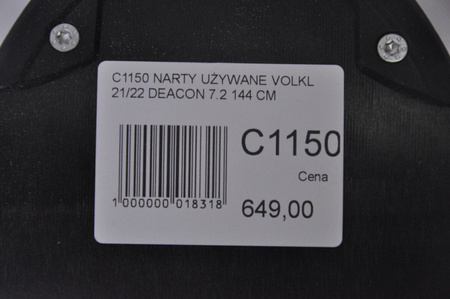 C1150 NARTY UŻYWANE VOLKL
21/22 DEACON 7.2 144 CM
C1150
Cena
1 000000 018318
649,00